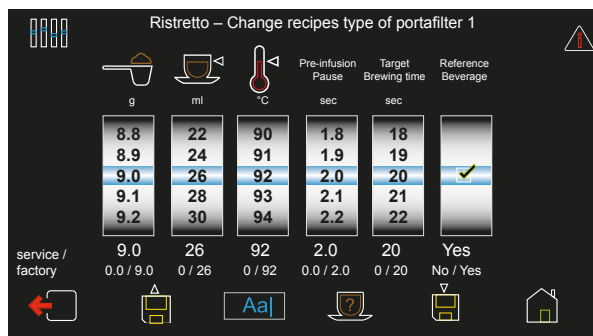 Ristretto – Change recipes type of portafilter 1
Pre-infusion Pause
Target Brewing time
Reference Beverage
g ml °C sec sec
8.8 22 90 1.8 18
8.9 24 91 1.9 19
9.0 26 92 2.0 20
9.1 28 93 2.1 21
9.2 30 94 2.2 22
service / 9.0 26 92 2.0 20 Yes
factory 0.0 / 9.0 0 / 26 0 / 92 0.0 / 2.0 0 / 20 No / Yes
Aa| ?